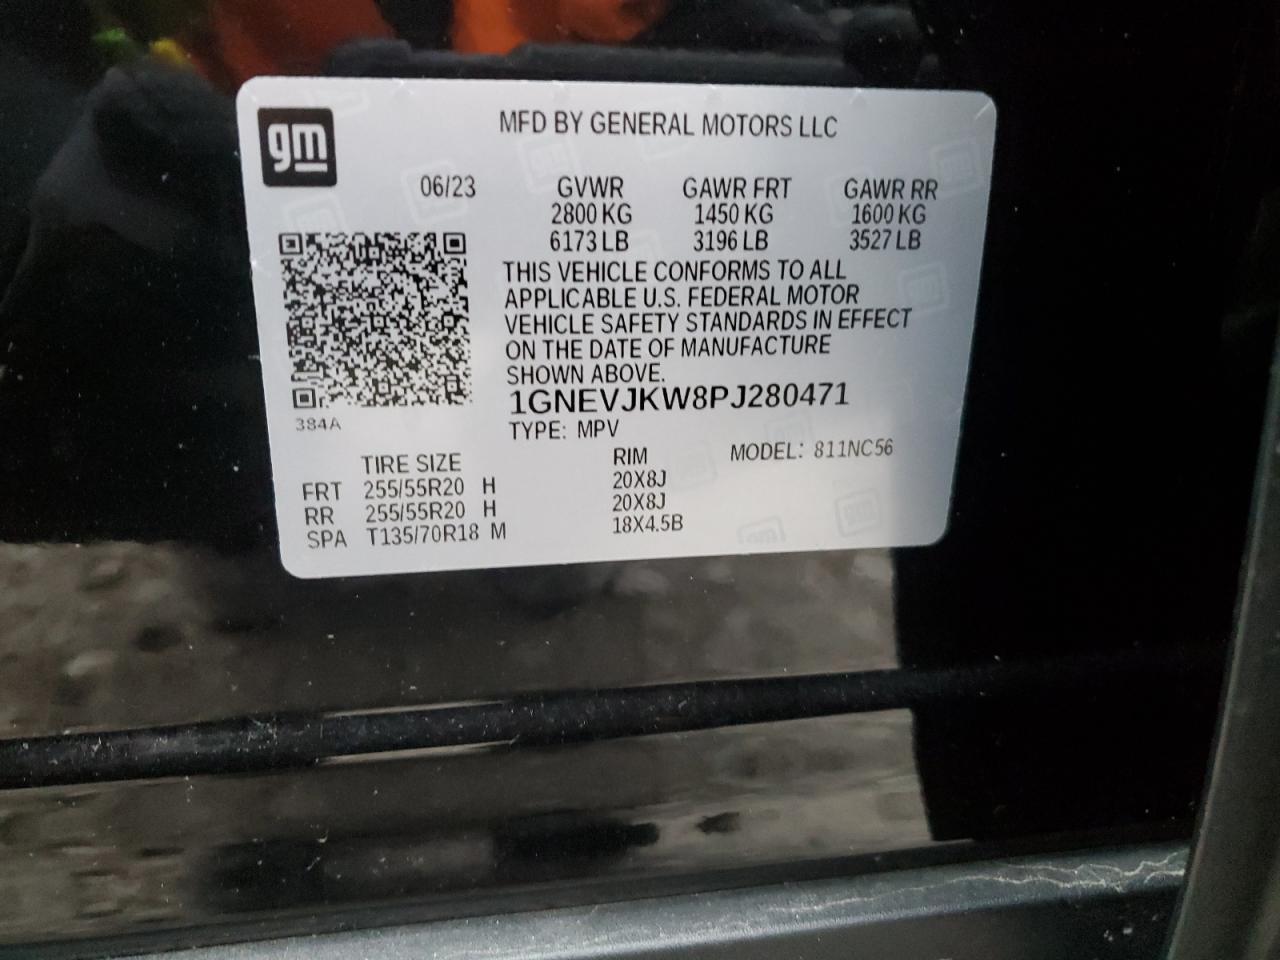 gm
MFD BY GENERAL MOTORS LLC
06/23 GVWR GAWR FRT GAWR RR
2800 KG 1450 KG 1600 KG
6173 LB 3196 LB 3527 LB
THIS VEHICLE CONFORMS TO ALL
APPLICABLE U.S. FEDERAL MOTOR
VEHICLE SAFETY STANDARDS IN EFFECT
ON THE DATE OF MANUFACTURE
SHOWN ABOVE.
1GNEVJKW8PJ280471
384A
TYPE: MPV
TIRE SIZE RIM MODEL: 811NC56
FRT 255/55R20 H 20X8J
RR 255/55R20 H 20X8J
SPA T135/70R18 M 18X4.5B